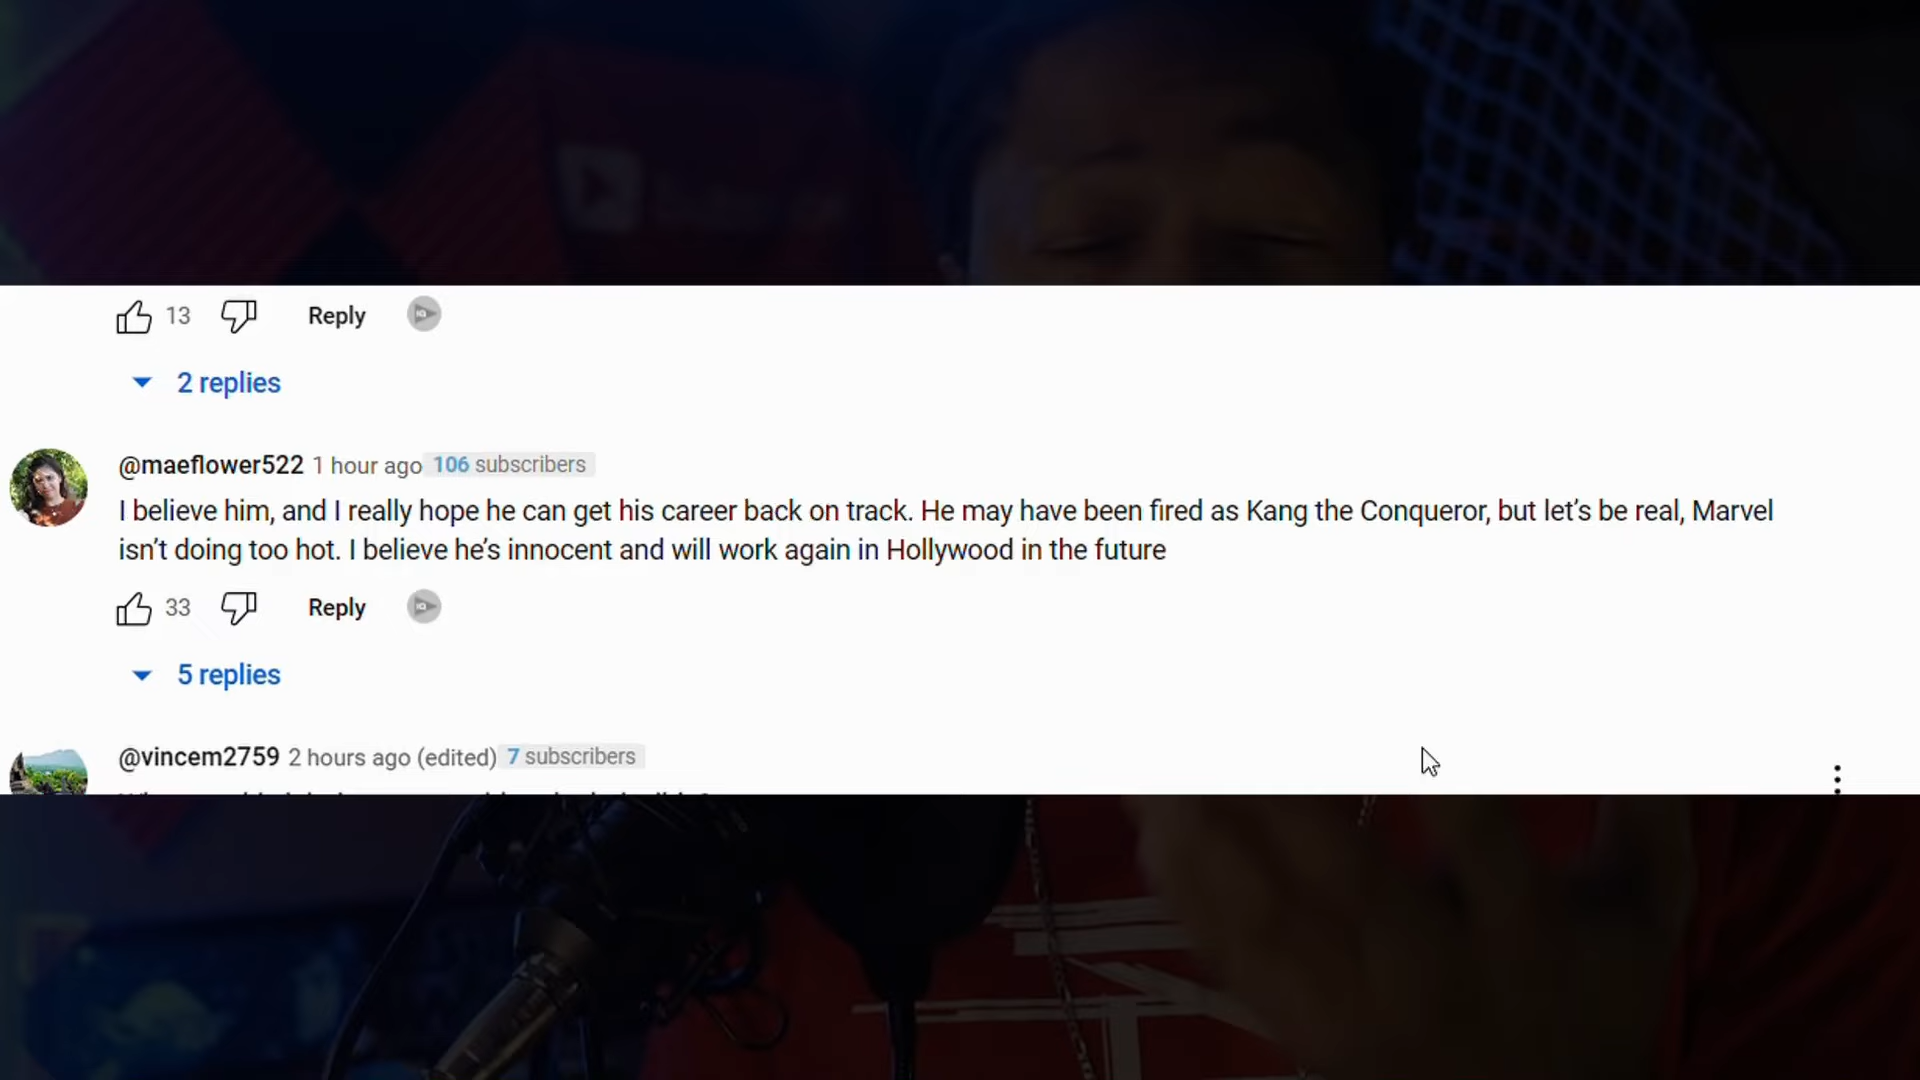 13 Reply
2 replies
@maeflower522 1 hour ago 106 subscribers
I believe him, and I really hope he can get his career back on track. He may have been fired as Kang the Conqueror, but let’s be real, Marvel
isn’t doing too hot. I believe he’s innocent and will work again in Hollywood in the future
33 Reply
5 replies
@vincem2759 2 hours ago (edited) 7 subscribers